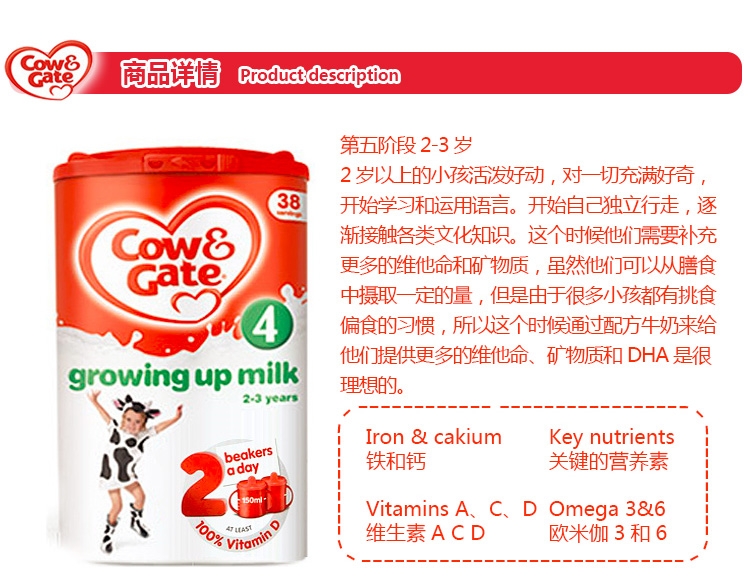 Cow&
Gate
商品详情 Product description
第五阶段 2-3 岁
2 岁以上的小孩活发好动，对一切充满好奇，
开始学习和运用语言。开始自己独立行走，逐
渐接触各类文化知识。这个时候他们需要补充
更多的维他命和矿物质，虽然他们可以从膳食
中摄取一定的量，但是由于很多小孩都有挑食
偏食的习惯，所以这个时候通过配方牛奶来给
他们提供更多的维他命、矿物质和 DHA 是很
理想的。
38
servings
Cow&
Gate
4
growing up milk
2-3 years
2 beakers
a day
150ml
AT LEAST
100% Vitamin D
Iron & cakium
铁和钙
Key nutrients
关键的营养素
Vitamins A、C、D
维生素 A C D
Omega 3&6
欧米伽 3 和 6